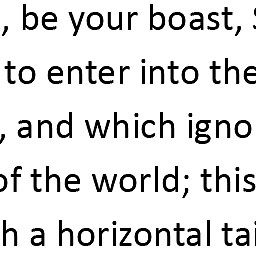 , be your boast,
to enter into the
, and which igno
of the world; this
h a horizontal tai